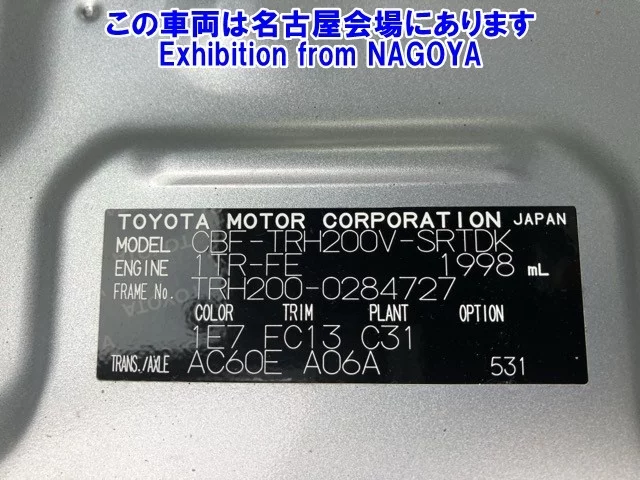 この車両は名古屋会場にあります
Exhibition from NAGOYA
TOYOTA MOTOR CORPORATION JAPAN
MODEL CBF-TRH200V-SRTDK
ENGINE 1TR-FE 1998 mL
FRAME No. TRH200-0284727
COLOR TRIM PLANT OPTION
1E7 FC13 C31
TRANS./AXLE AC60E A06A 531